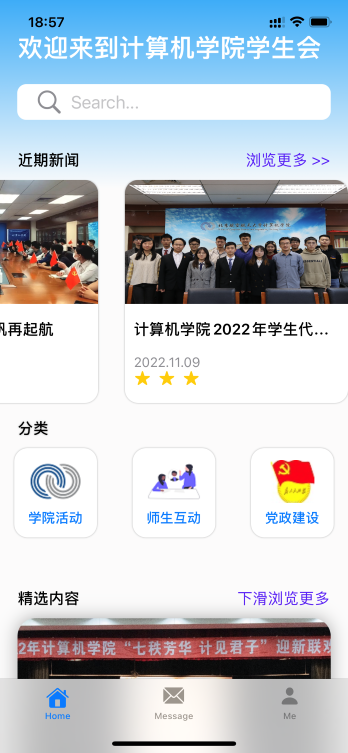 18:57
欢迎来到计算机学院学生会
Search...
近期新闻
浏览更多 >>
帆再起航
计算机学院2022年学生代...
2022.11.09
分类
学院活动
师生互动
党政建设
精选内容
下滑浏览更多
2年计算机学院“七秩芳华 计见君子”迎新联欢
Home
Message
Me